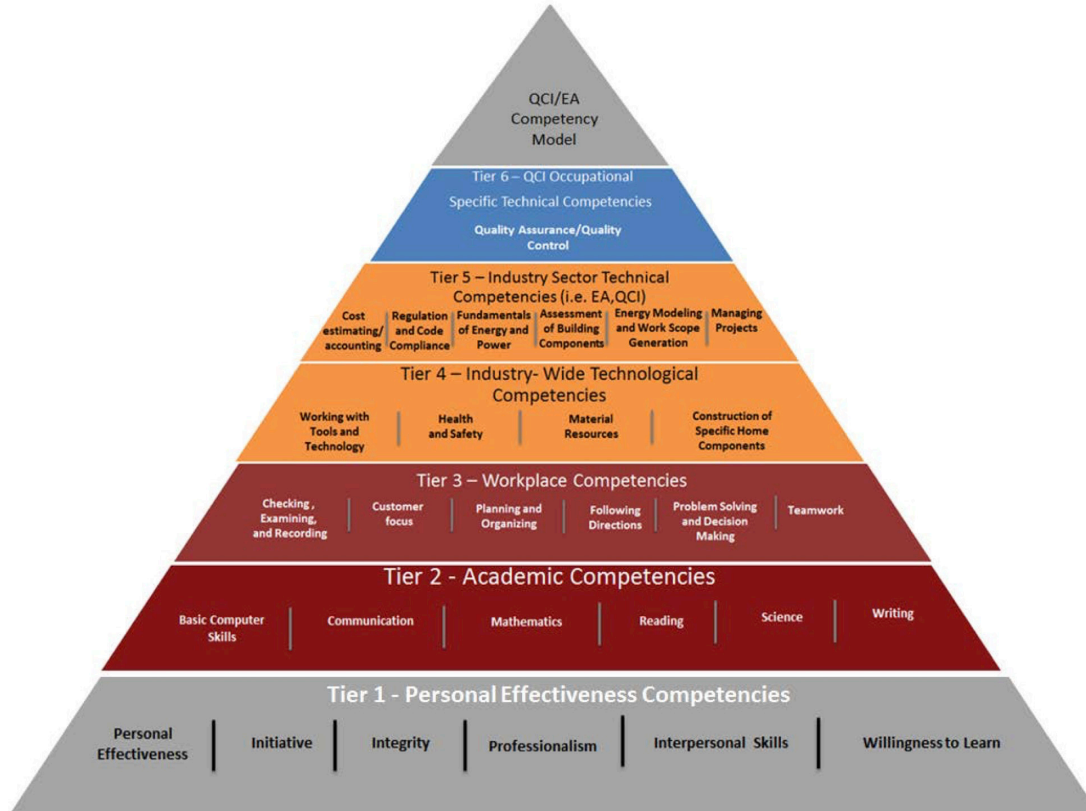 QCI/EA
Competency
Model
Tier 6 – QCI Occupational
Specific Technical Competencies
Quality Assurance/Quality
Control
Tier 5 – Industry Sector Technical
Competencies (i.e. EA,QCI)
Cost
estimating/
accounting
Regulation
and Code
Compliance
Fundamentals
of Energy and
Power
Assessment
of Building
Components
Energy Modeling
and Work Scope
Generation
Managing
Projects
Tier 4 – Industry- Wide Technological
Competencies
Working with
Tools and
Technology
Health
and Safety
Material
Resources
Construction of
Specific Home
Components
Tier 3 – Workplace Competencies
Checking ,
Examining,
and Recording
Customer
focus
Planning and
Organizing
Following
Directions
Problem Solving
and Decision
Making
Teamwork
Tier 2 - Academic Competencies
Basic Computer
Skills
Communication
Mathematics
Reading
Science
Writing
Tier 1 - Personal Effectiveness Competencies
Personal
Effectiveness
Initiative
Integrity
Professionalism
Interpersonal Skills
Willingness to Learn